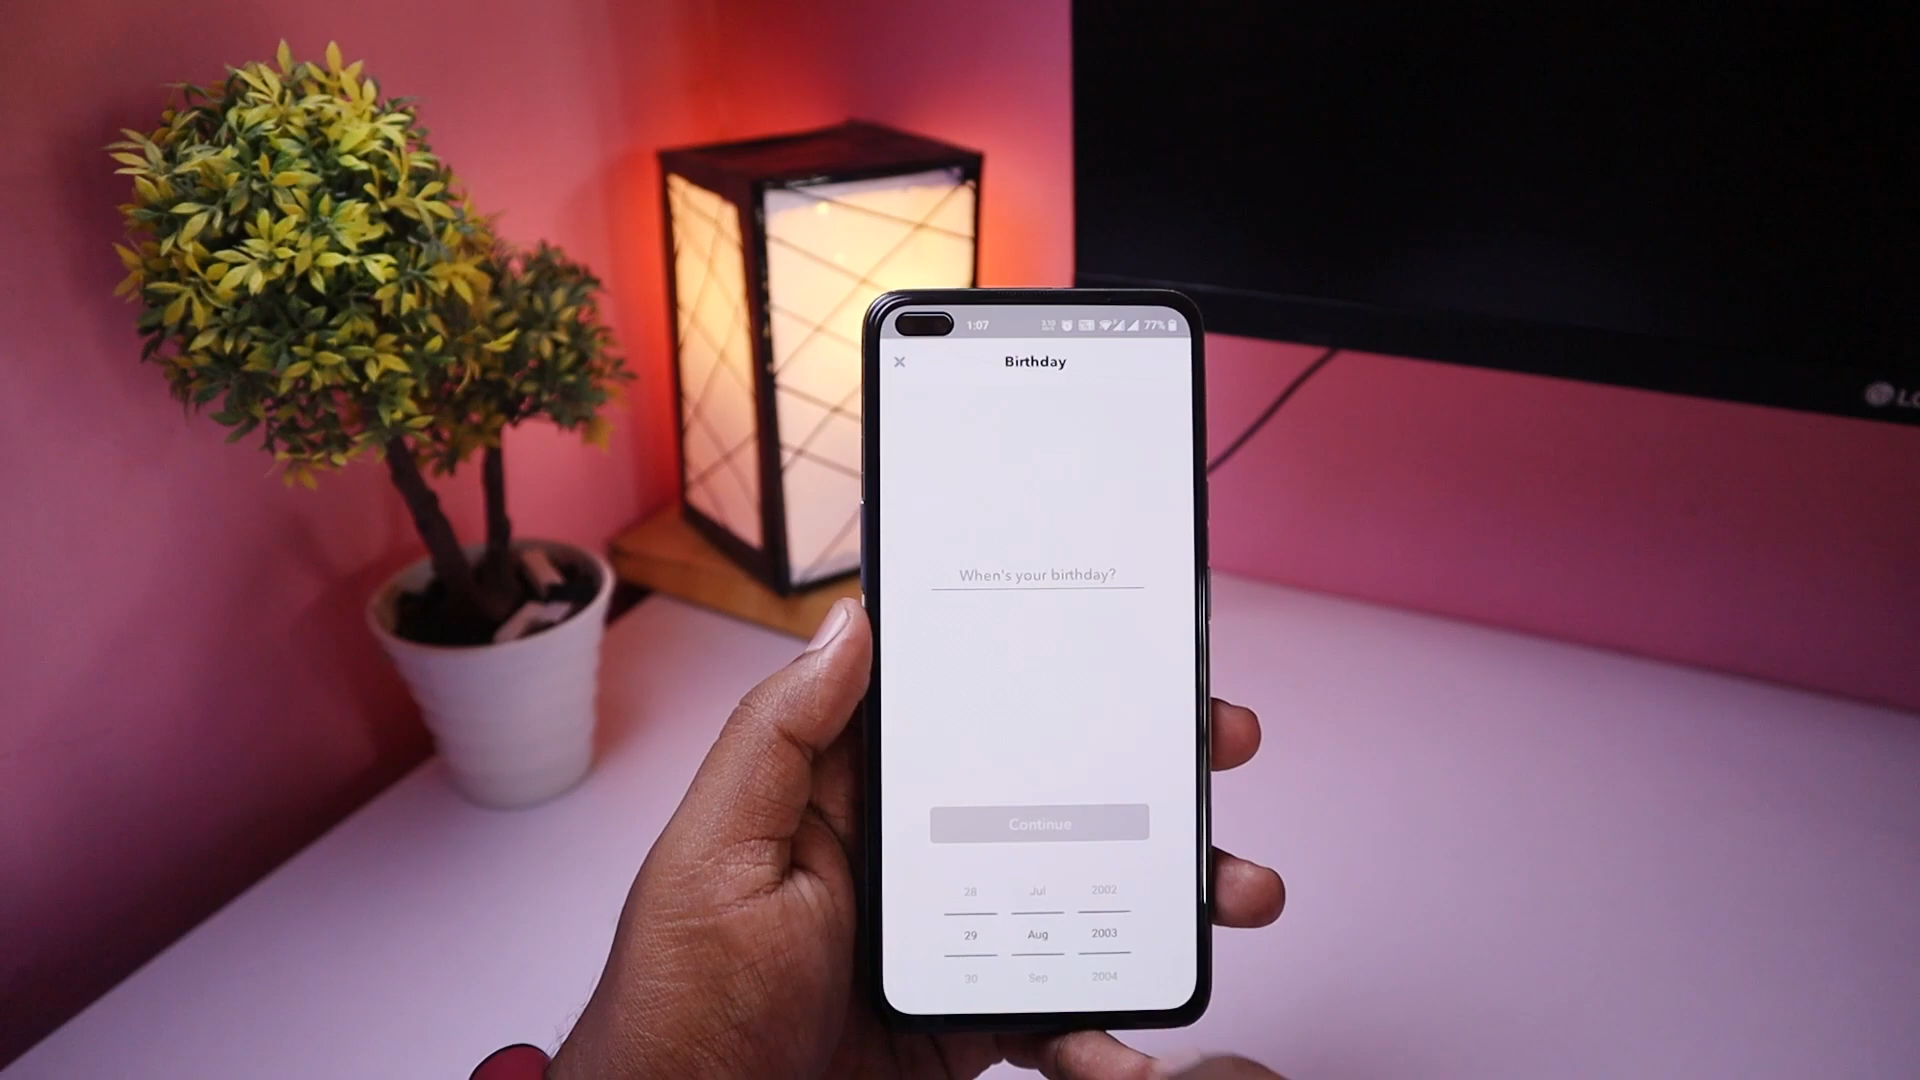 1:07 77%
Birthday
When's your birthday?
Continue
28 Jul 2002
29 Aug 2003
30 Sep 2004